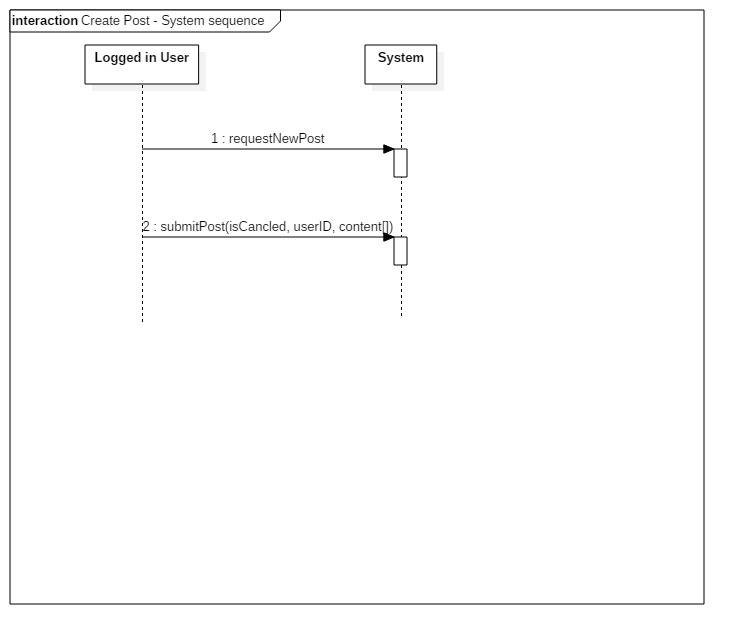 interaction Create Post - System sequence
Logged in User
System
1 : requestNewPost
2 : submitPost(isCancled, userID, content[])